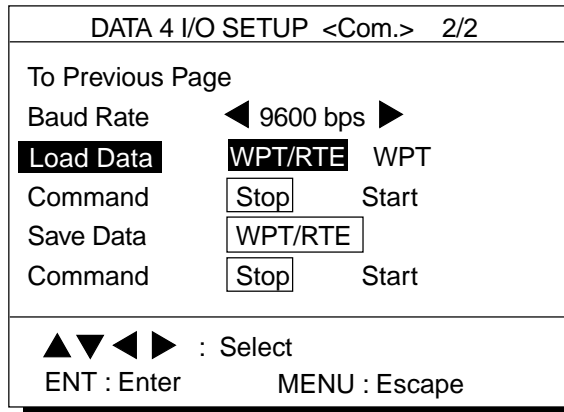 DATA 4 I/O SETUP <Com.> 2/2
To Previous Page
Baud Rate ◀ 9600 bps ▶
Load Data WPT/RTE WPT
Command Stop Start
Save Data WPT/RTE
Command Stop Start
▲▼◀ ▶ : Select
ENT : Enter MENU : Escape